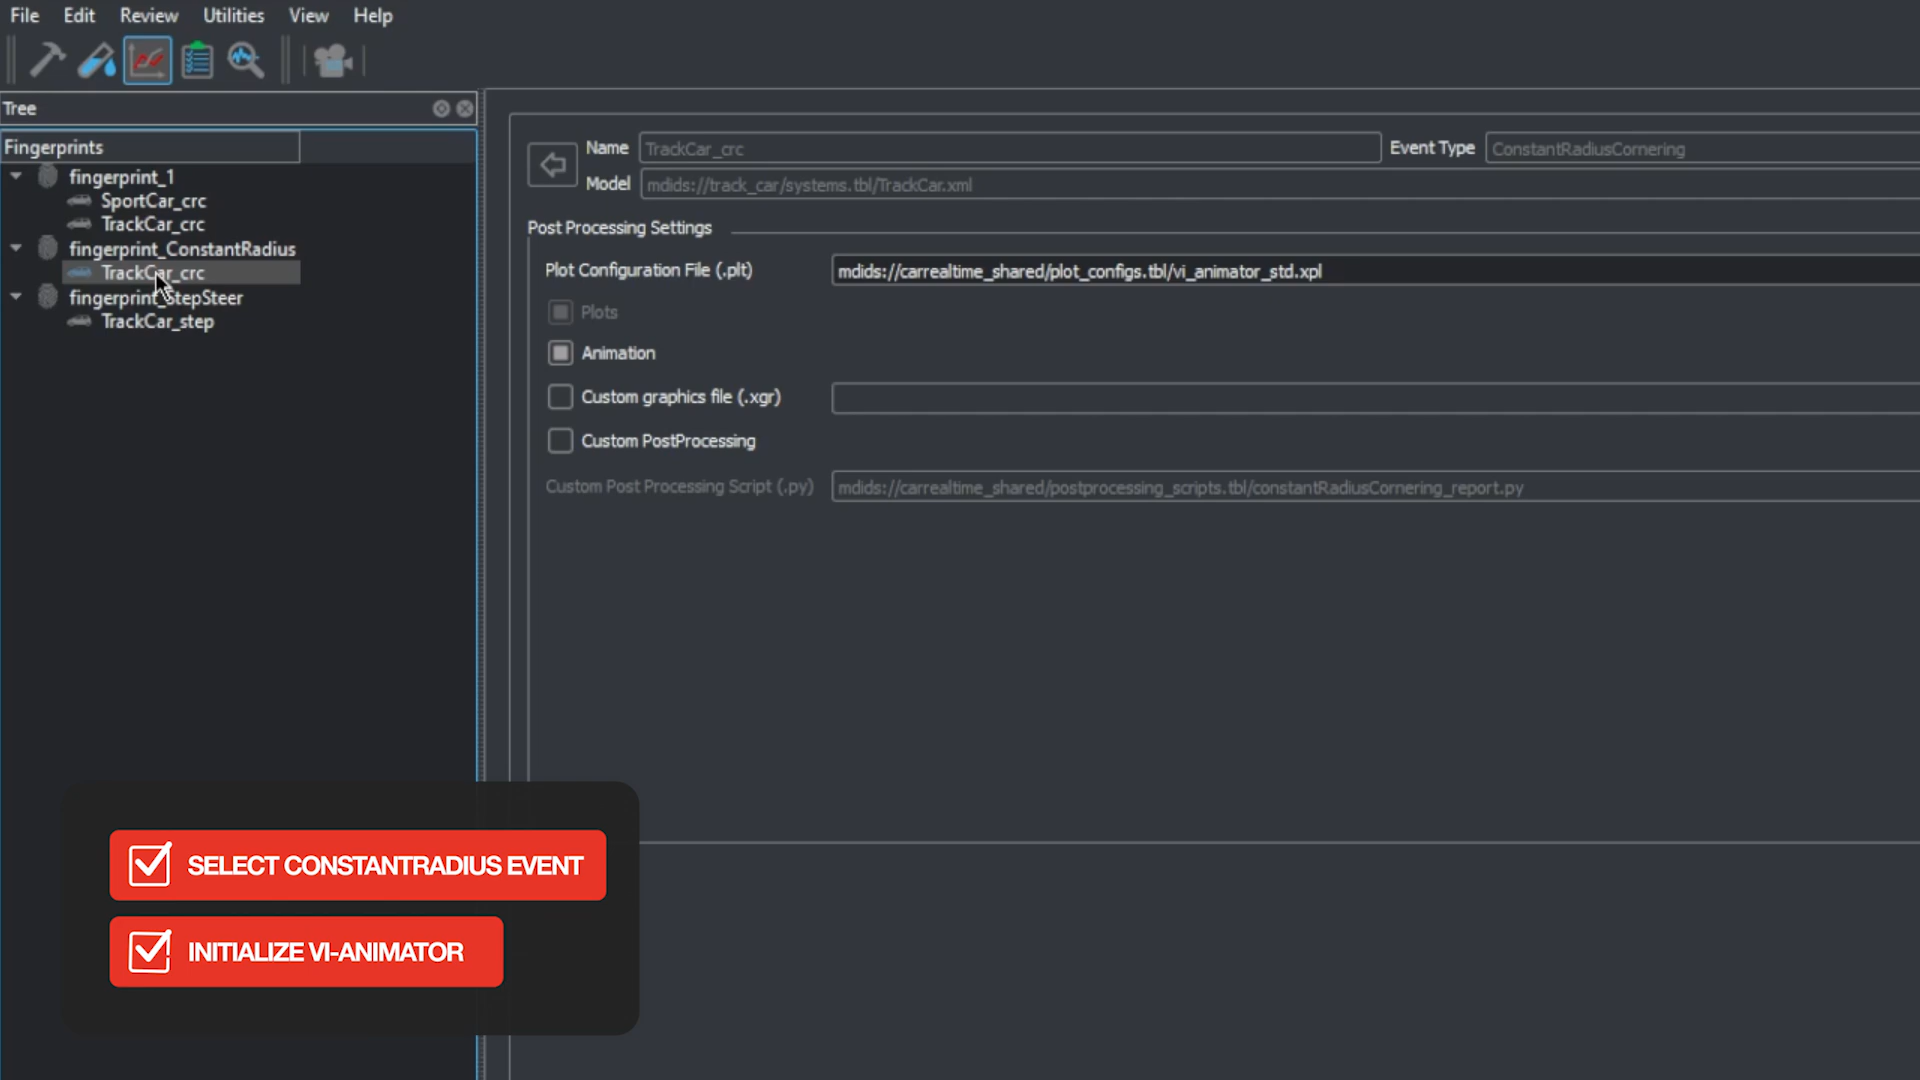 File Edit Review Utilities View Help
Tree
Fingerprints
fingerprint_1
SportCar_crc
TrackCar_crc
fingerprint_ConstantRadius
TrackCar_crc
fingerprint_StepSteer
TrackCar_step
Name TrackCar_crc Event Type ConstantRadiusCornering
Model mdids://track_car/systems.tbl/TrackCar.xml
Post Processing Settings
Plot Configuration File (.plt) mdids://carrealtime_shared/plot_configs.tbl/vi_animator_std.xpl
Plots
Animation
Custom graphics file (.xgr)
Custom PostProcessing
Custom Post Processing Script (.py) mdids://carrealtime_shared/postprocessing_scripts.tbl/constantRadiusCornering_report.py
SELECT CONSTANTRADIUS EVENT
INITIALIZE VI-ANIMATOR